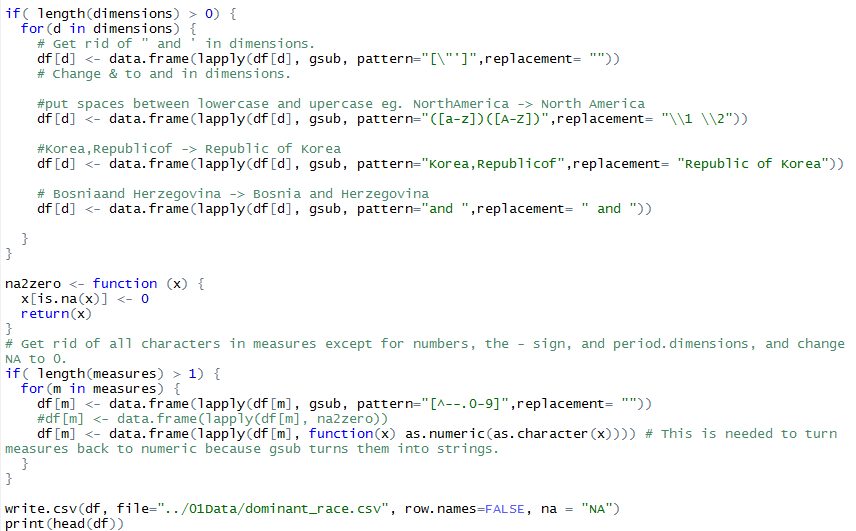 if( length(dimensions) > 0) {
  for(d in dimensions) {
    # Get rid of " and ' in dimensions.
    df[d] <- data.frame(lapply(df[d], gsub, pattern="[\"']",replacement= ""))
    # Change & to and in dimensions.

    #put spaces between lowercase and upercase eg. NorthAmerica -> North America
    df[d] <- data.frame(lapply(df[d], gsub, pattern="([a-z])([A-Z])",replacement= "\\1 \\2"))

    #Korea,Republicof -> Republic of Korea
    df[d] <- data.frame(lapply(df[d], gsub, pattern="Korea,Republicof",replacement= "Republic of Korea"))

    # Bosniaand Herzegovina -> Bosnia and Herzegovina
    df[d] <- data.frame(lapply(df[d], gsub, pattern="and ",replacement= " and "))

  }
}

na2zero <- function (x) {
  x[is.na(x)] <- 0
  return(x)
}
# Get rid of all characters in measures except for numbers, the - sign, and period.dimensions, and change
NA to 0.
if( length(measures) > 1) {
  for(m in measures) {
    df[m] <- data.frame(lapply(df[m], gsub, pattern="[^--.0-9]",replacement= ""))
    #df[m] <- data.frame(lapply(df[m], na2zero))
    df[m] <- data.frame(lapply(df[m], function(x) as.numeric(as.character(x)))) # This is needed to turn
measures back to numeric because gsub turns them into strings.
  }
}

write.csv(df, file="../01Data/dominant_race.csv", row.names=FALSE, na = "NA")
print(head(df))